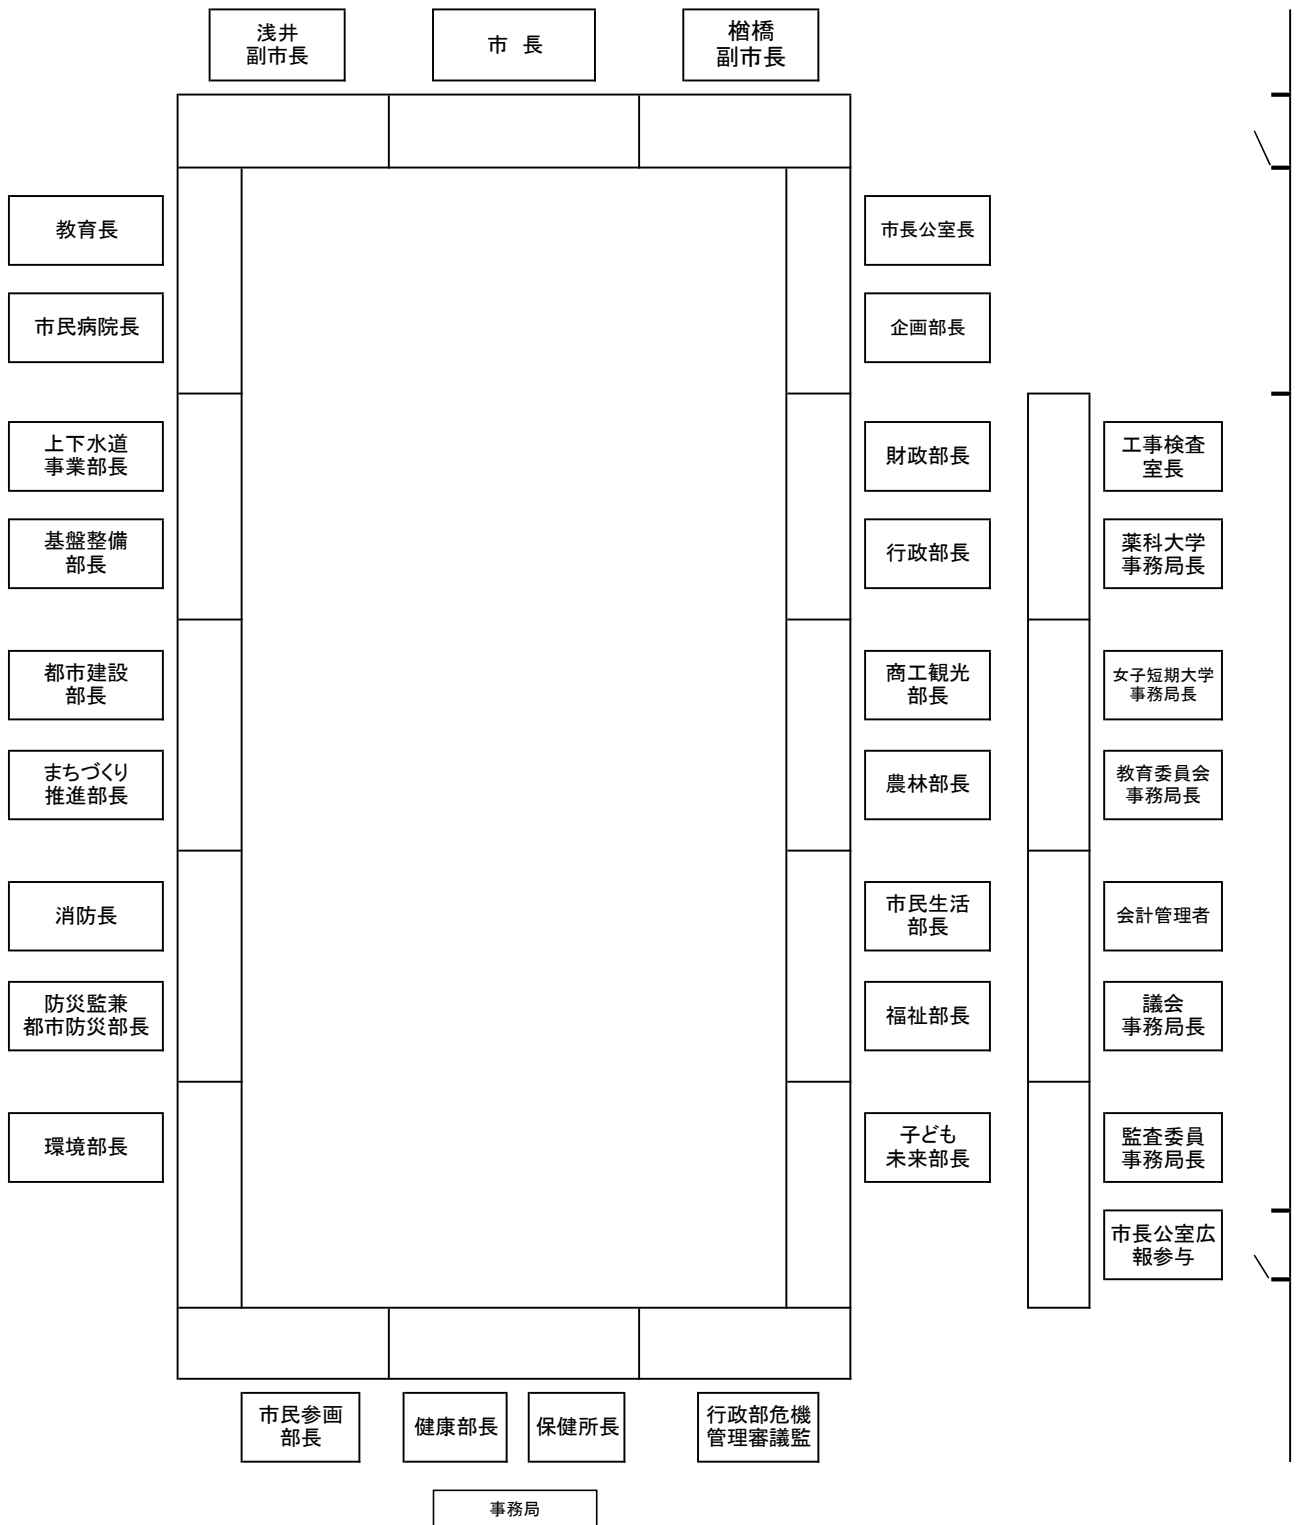 浅井
副市長
市 長
楢橋
副市長
教育長
市長公室長
市民病院長
企画部長
上下水道
事業部長
財政部長
工事検査
室長
基盤整備
部長
行政部長
薬科大学
事務局長
都市建設
部長
商工観光
部長
女子短期大学
事務局長
まちづくり
推進部長
農林部長
教育委員会
事務局長
消防長
市民生活
部長
会計管理者
防災監兼
都市防災部長
福祉部長
議会
事務局長
環境部長
子ども
未来部長
監査委員
事務局長
市長公室広
報参与
市民参画
部長
健康部長
保健所長
行政部危機
管理審議監
事務局